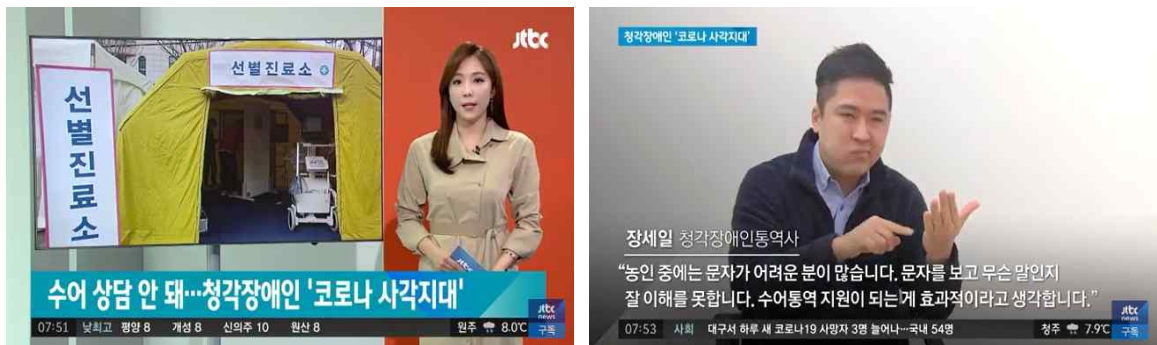 jtbc
선별진료소
선별진료소
수어 상담 안 돼…청각장애인 '코로나 사각지대'
jtbc
news
구독
07:51 낮최고 평양 8 개성 8 신의주 10 원산 8 원주 8.0℃
청각장애인 '코로나 사각지대'
장세일 청각장애인통역사
“농인 중에는 문자가 어려운 분이 많습니다. 문자를 보고 무슨 말인지
잘 이해를 못합니다. 수어통역 지원이 되는 게 효과적이라고 생각합니다.”
jtbc
news
구독
07:53 사회 대구서 하루 새 코로나19 사망자 3명 늘어나…국내 54명 청주 7.9℃